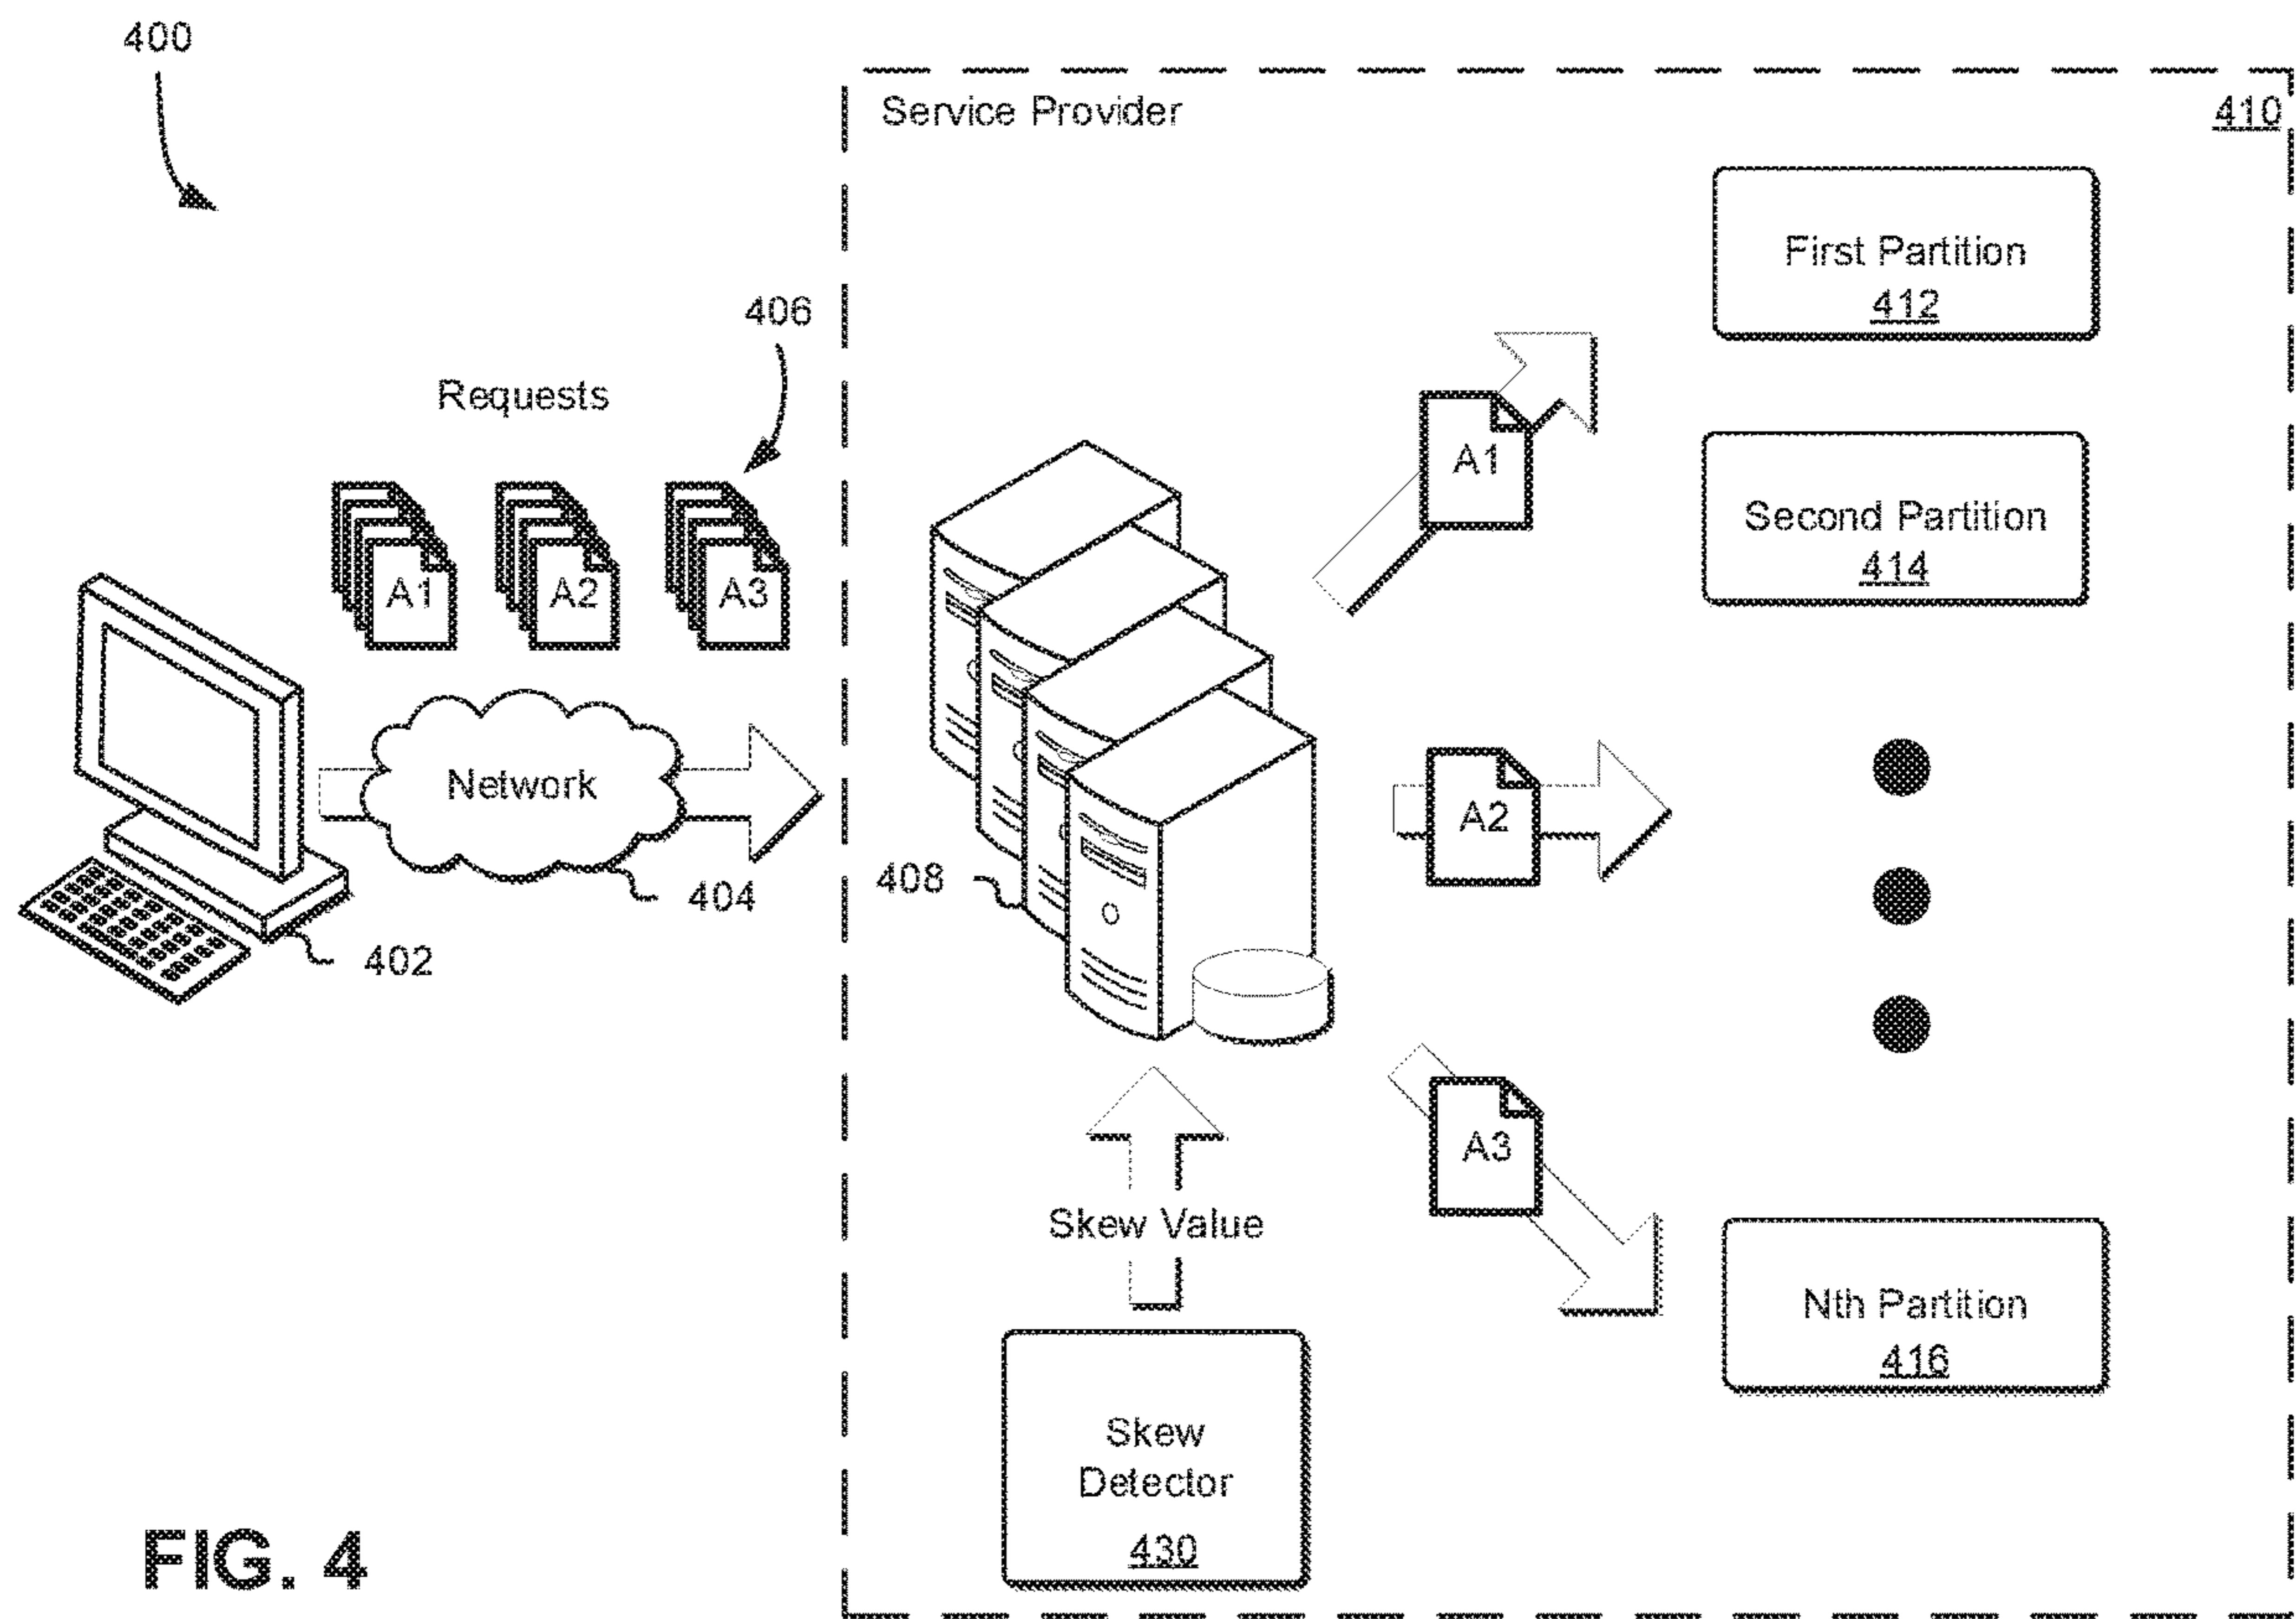 400
Service Provider
410
First Partition
412
406
Requests
A1
A1
A2
A3
Second Partition
414
Network
A2
408
404
402
A3
Skew Value
Nth Partition
416
Skew
Detector
430
FIG. 4